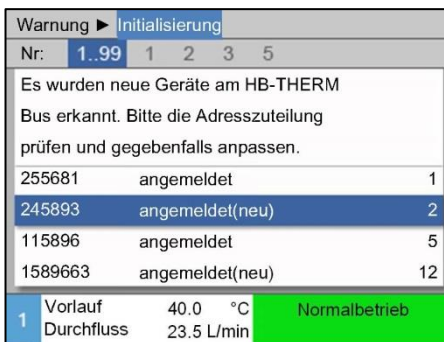 Warnung ► Initialisierung
Nr: 1..99 1 2 3 5
Es wurden neue Geräte am HB-THERM
Bus erkannt. Bitte die Adresszuteilung
prüfen und gegebenfalls anpassen.
255681 angemeldet 1
245893 angemeldet(neu) 2
115896 angemeldet 5
1589663 angemeldet(neu) 12
1 Vorlauf 40.0 °C Normalbetrieb
Durchfluss 23.5 L/min